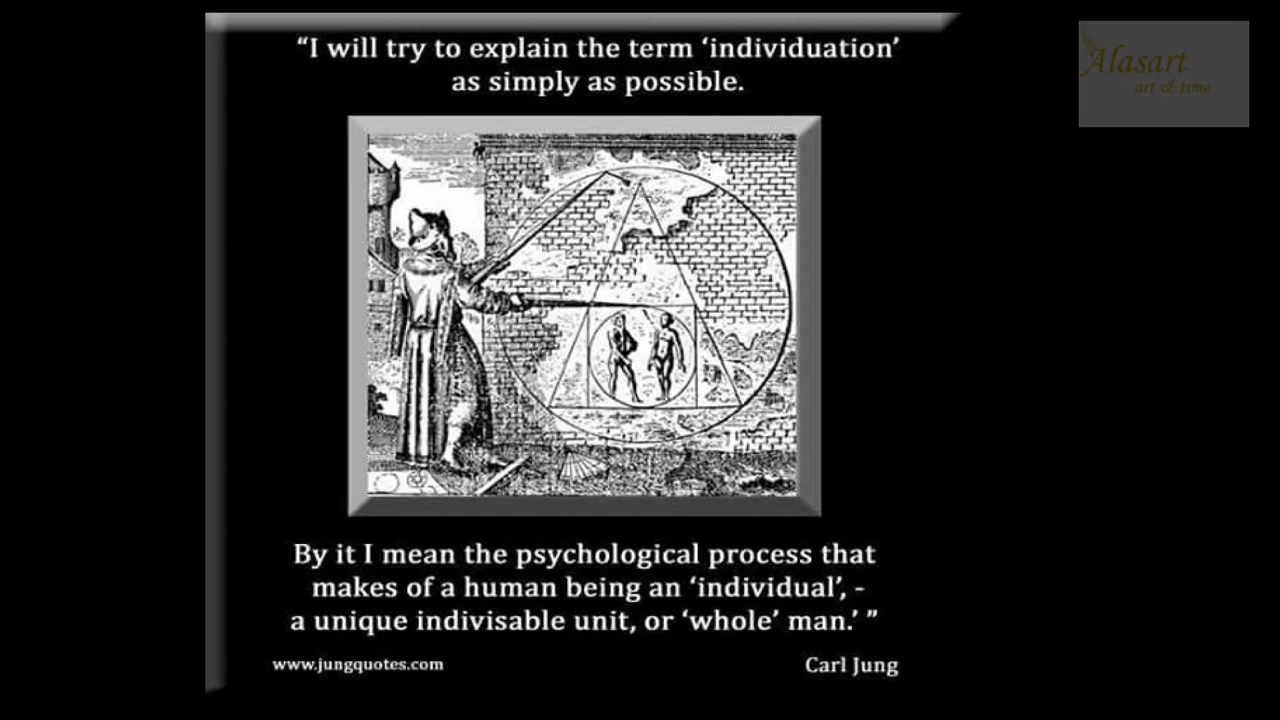 “I will try to explain the term ‘individuation’
as simply as possible.
Alasart
art & time
By it I mean the psychological process that
makes of a human being an ‘individual’, -
a unique indivisable unit, or ‘whole’ man.’ ”
www.jungquotes.com
Carl Jung